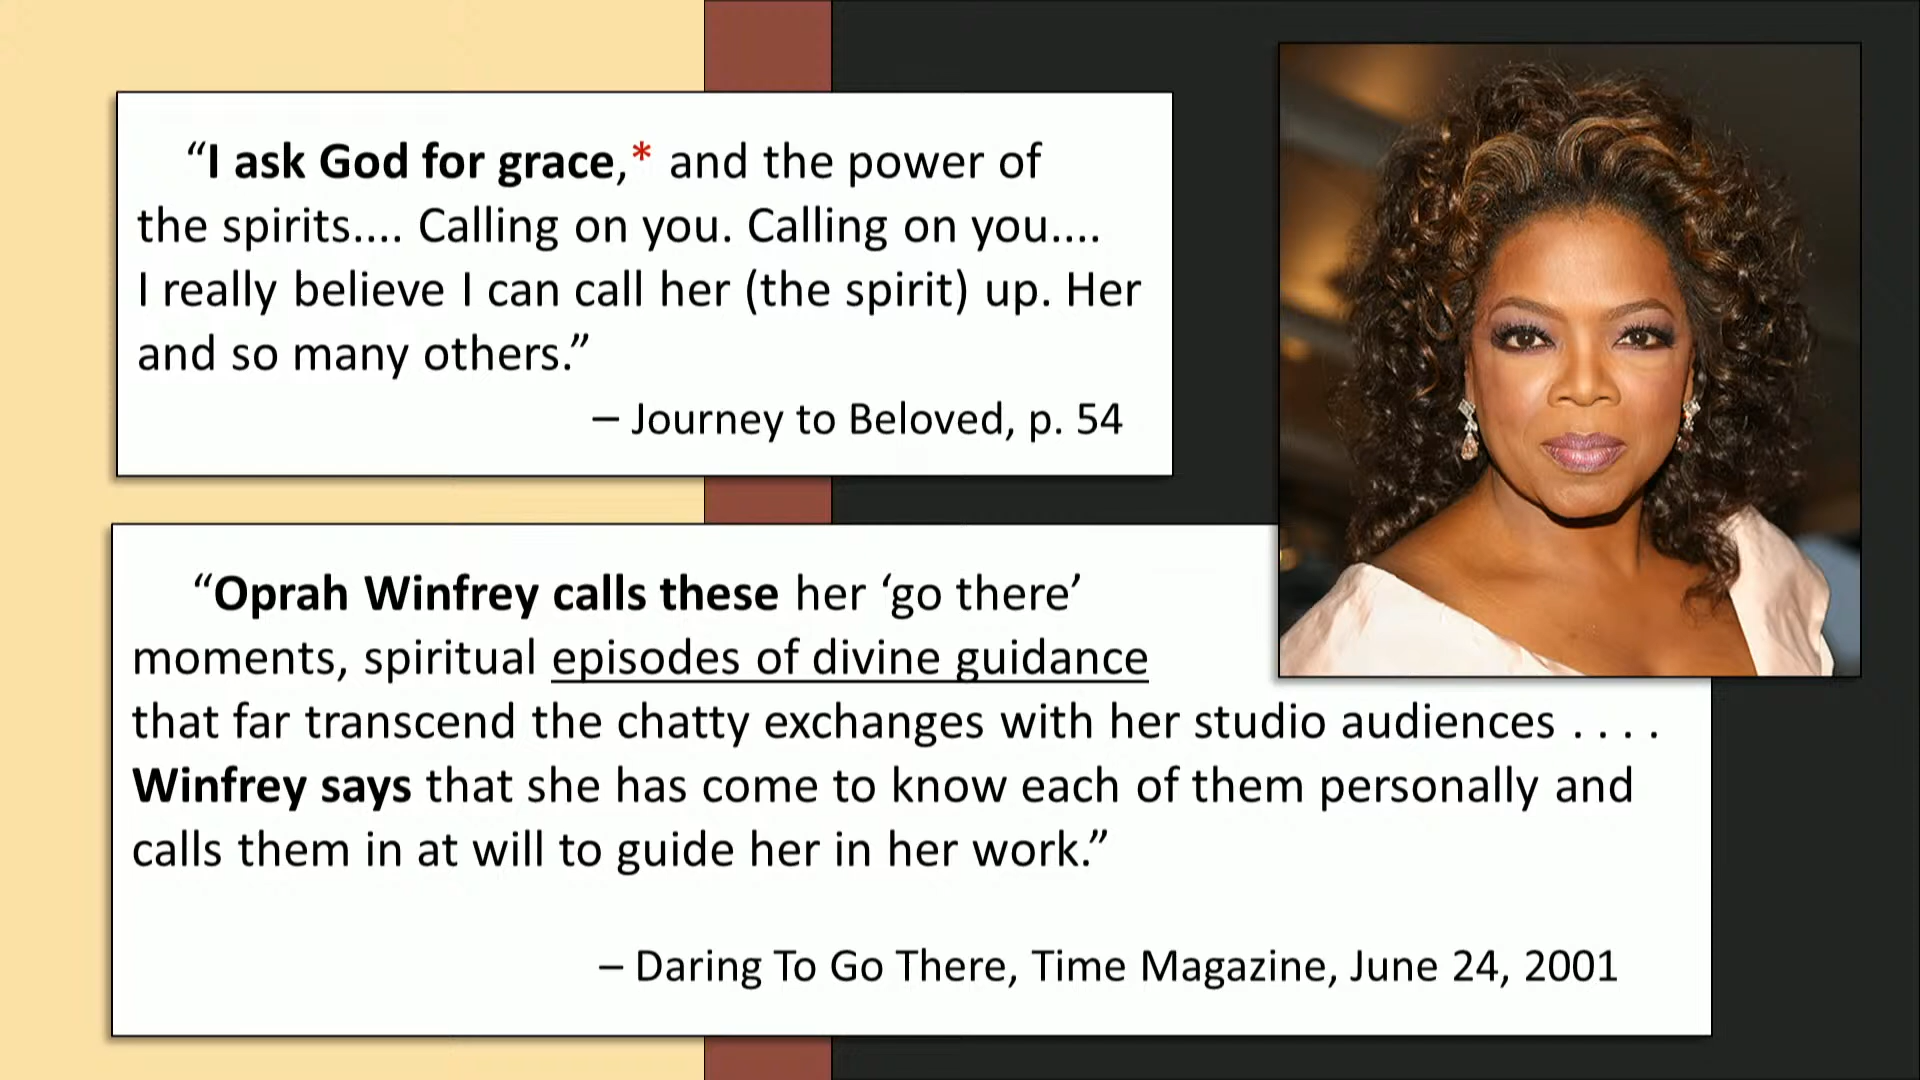 “I ask God for grace,* and the power of
the spirits.... Calling on you. Calling on you....
I really believe I can call her (the spirit) up. Her
and so many others.”
– Journey to Beloved, p. 54
“Oprah Winfrey calls these her ‘go there’
moments, spiritual episodes of divine guidance
that far transcend the chatty exchanges with her studio audiences . . . .
Winfrey says that she has come to know each of them personally and
calls them in at will to guide her in her work.”
– Daring To Go There, Time Magazine, June 24, 2001